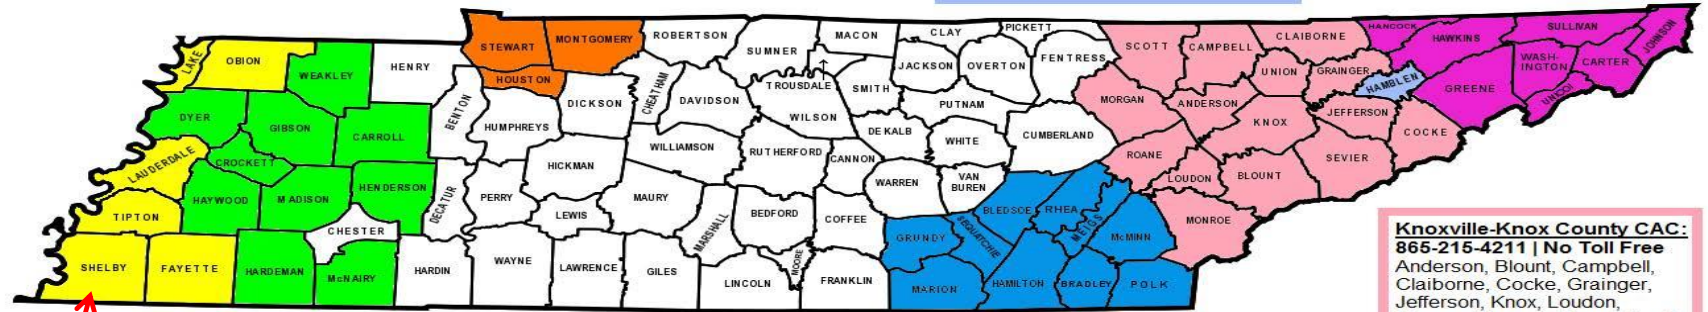 LAKE
OBION
WEAKLEY
HENRY
STEWART
MONTGOMERY
HOUSTON
ROBERTSON
SUMNER
MACON
TROUSDALE
CLAY
PICKETT
JACKSON
OVERTON
FENTRESS
SCOTT
CAMPBELL
CLAIBORNE
UNION
GRAINGER
HANCOCK
HAWKINS
SULLIVAN
JOHNSON
WASH-
INGTON
CARTER
UNICOI
GREENE
HAMBLEN
DYER
GIBSON
CARROLL
BENTON
HUMPHREYS
DICKSON
CHEATHAM
DAVIDSON
WILSON
SMITH
PUTNAM
DE KALB
WHITE
CUMBERLAND
MORGAN
ANDERSON
KNOX
JEFFERSON
COCKE
SEVIER
LAUDERDALE
CROCKETT
HAYWOOD
MADISON
HENDERSON
DECATUR
PERRY
HICKMAN
WILLIAMSON
RUTHERFORD
CANNON
WARREN
VAN
BUREN
BLEDSOE
RHEA
MEIGS
McMINN
ROANE
LOUDON
BLOUNT
MONROE
TIPTON
CHESTER
LEWIS
MAURY
MARSHALL
BEDFORD
COFFEE
GRUNDY
SEQUATCHIE
SHELBY
FAYETTE
HARDEMAN
McNAIRY
HARDIN
WAYNE
LAWRENCE
GILES
LINCOLN
MOORE
FRANKLIN
MARION
HAMILTON
BRADLEY
POLK
Knoxville-Knox County CAC:
865-215-4211 | No Toll Free
Anderson, Blount, Campbell,
Claiborne, Cocke, Grainger,
Jefferson, Knox, Loudon,